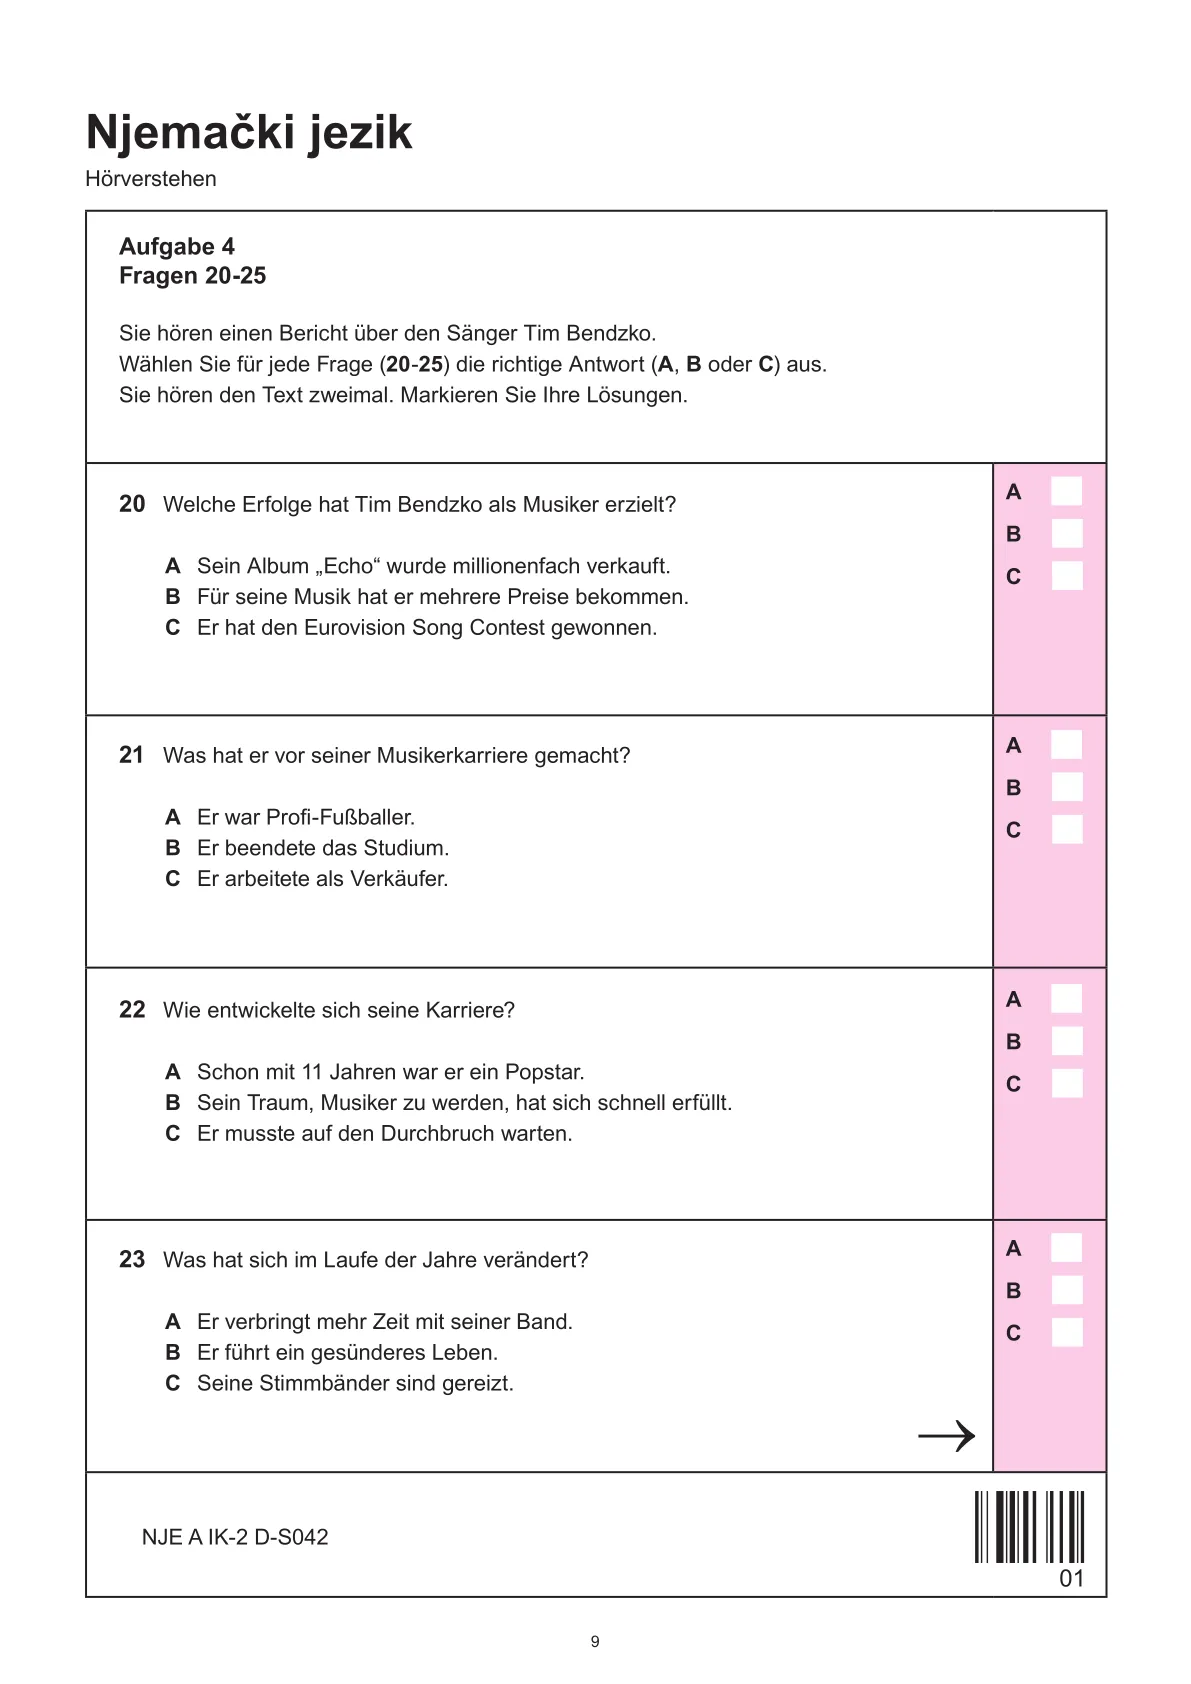 Njemački jezik
Hörverstehen
Aufgabe 4
Fragen 20-25
Sie hören einen Bericht über den Sänger Tim Bendzko.
Wählen Sie für jede Frage (20-25) die richtige Antwort (A, B oder C) aus.
Sie hören den Text zweimal. Markieren Sie Ihre Lösungen.
20 Welche Erfolge hat Tim Bendzko als Musiker erzielt?
A Sein Album „Echo“ wurde millionenfach verkauft.
B Für seine Musik hat er mehrere Preise bekommen.
C Er hat den Eurovision Song Contest gewonnen.
A
B
C
21 Was hat er vor seiner Musikerkarriere gemacht?
A Er war Profi-Fußballer.
B Er beendete das Studium.
C Er arbeitete als Verkäufer.
A
B
C
22 Wie entwickelte sich seine Karriere?
A Schon mit 11 Jahren war er ein Popstar.
B Sein Traum, Musiker zu werden, hat sich schnell erfüllt.
C Er musste auf den Durchbruch warten.
A
B
C
23 Was hat sich im Laufe der Jahre verändert?
A Er verbringt mehr Zeit mit seiner Band.
B Er führt ein gesünderes Leben.
C Seine Stimmbänder sind gereizt.
A
B
C
NJE A IK-2 D-S042
01
9